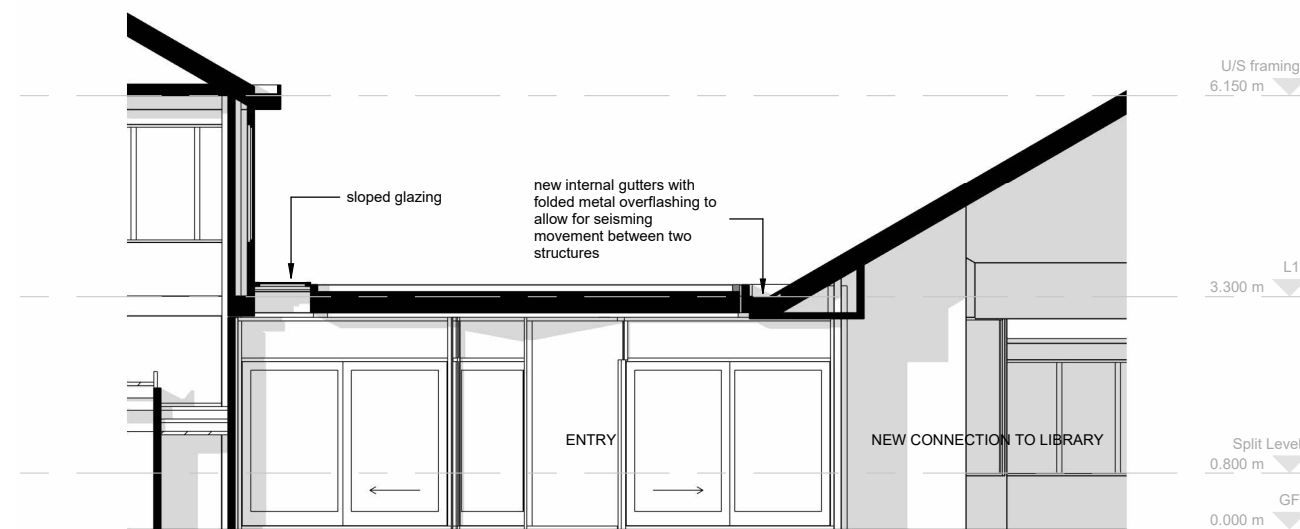 U/S framing
6.150 m
sloped glazing
new internal gutters with
folded metal overflashing to
allow for seisming
movement between two
structures
L1
3.300 m
ENTRY
NEW CONNECTION TO LIBRARY
Split Level
0.800 m
GF
0.000 m